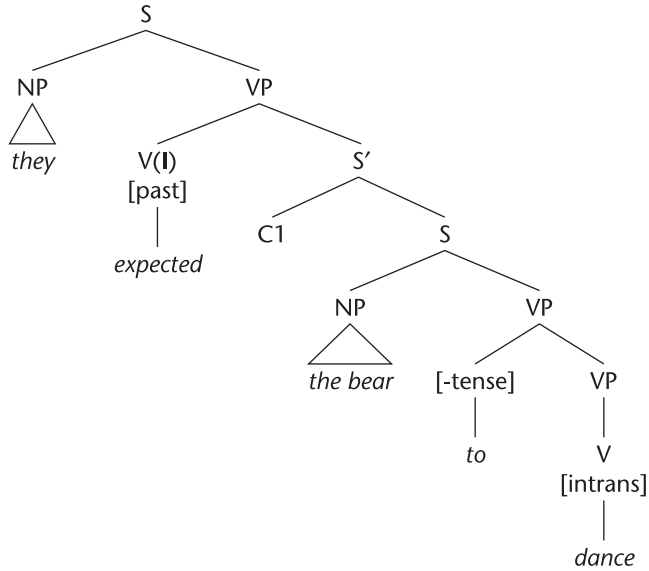 S
NP VP
they V(I) S′
[past]
C1 S
expected
NP VP
the bear [-tense] VP
to V
[intrans]
dance